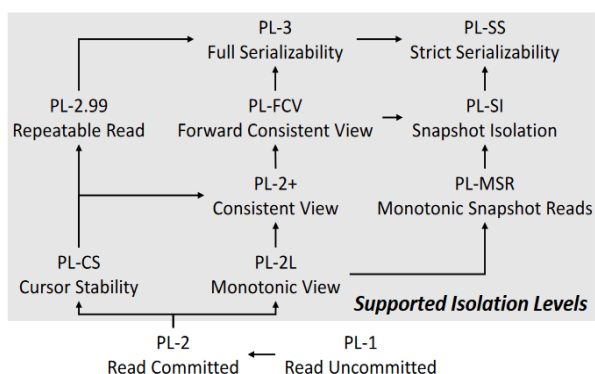 PL-3
Full Serializability
PL-SS
Strict Serializability
PL-2.99
Repeatable Read
PL-FCV
Forward Consistent View
PL-SI
Snapshot Isolation
PL-2+
Consistent View
PL-MSR
Monotonic Snapshot Reads
PL-CS
Cursor Stability
PL-2L
Monotonic View
Supported Isolation Levels
PL-2
Read Committed
PL-1
Read Uncommitted